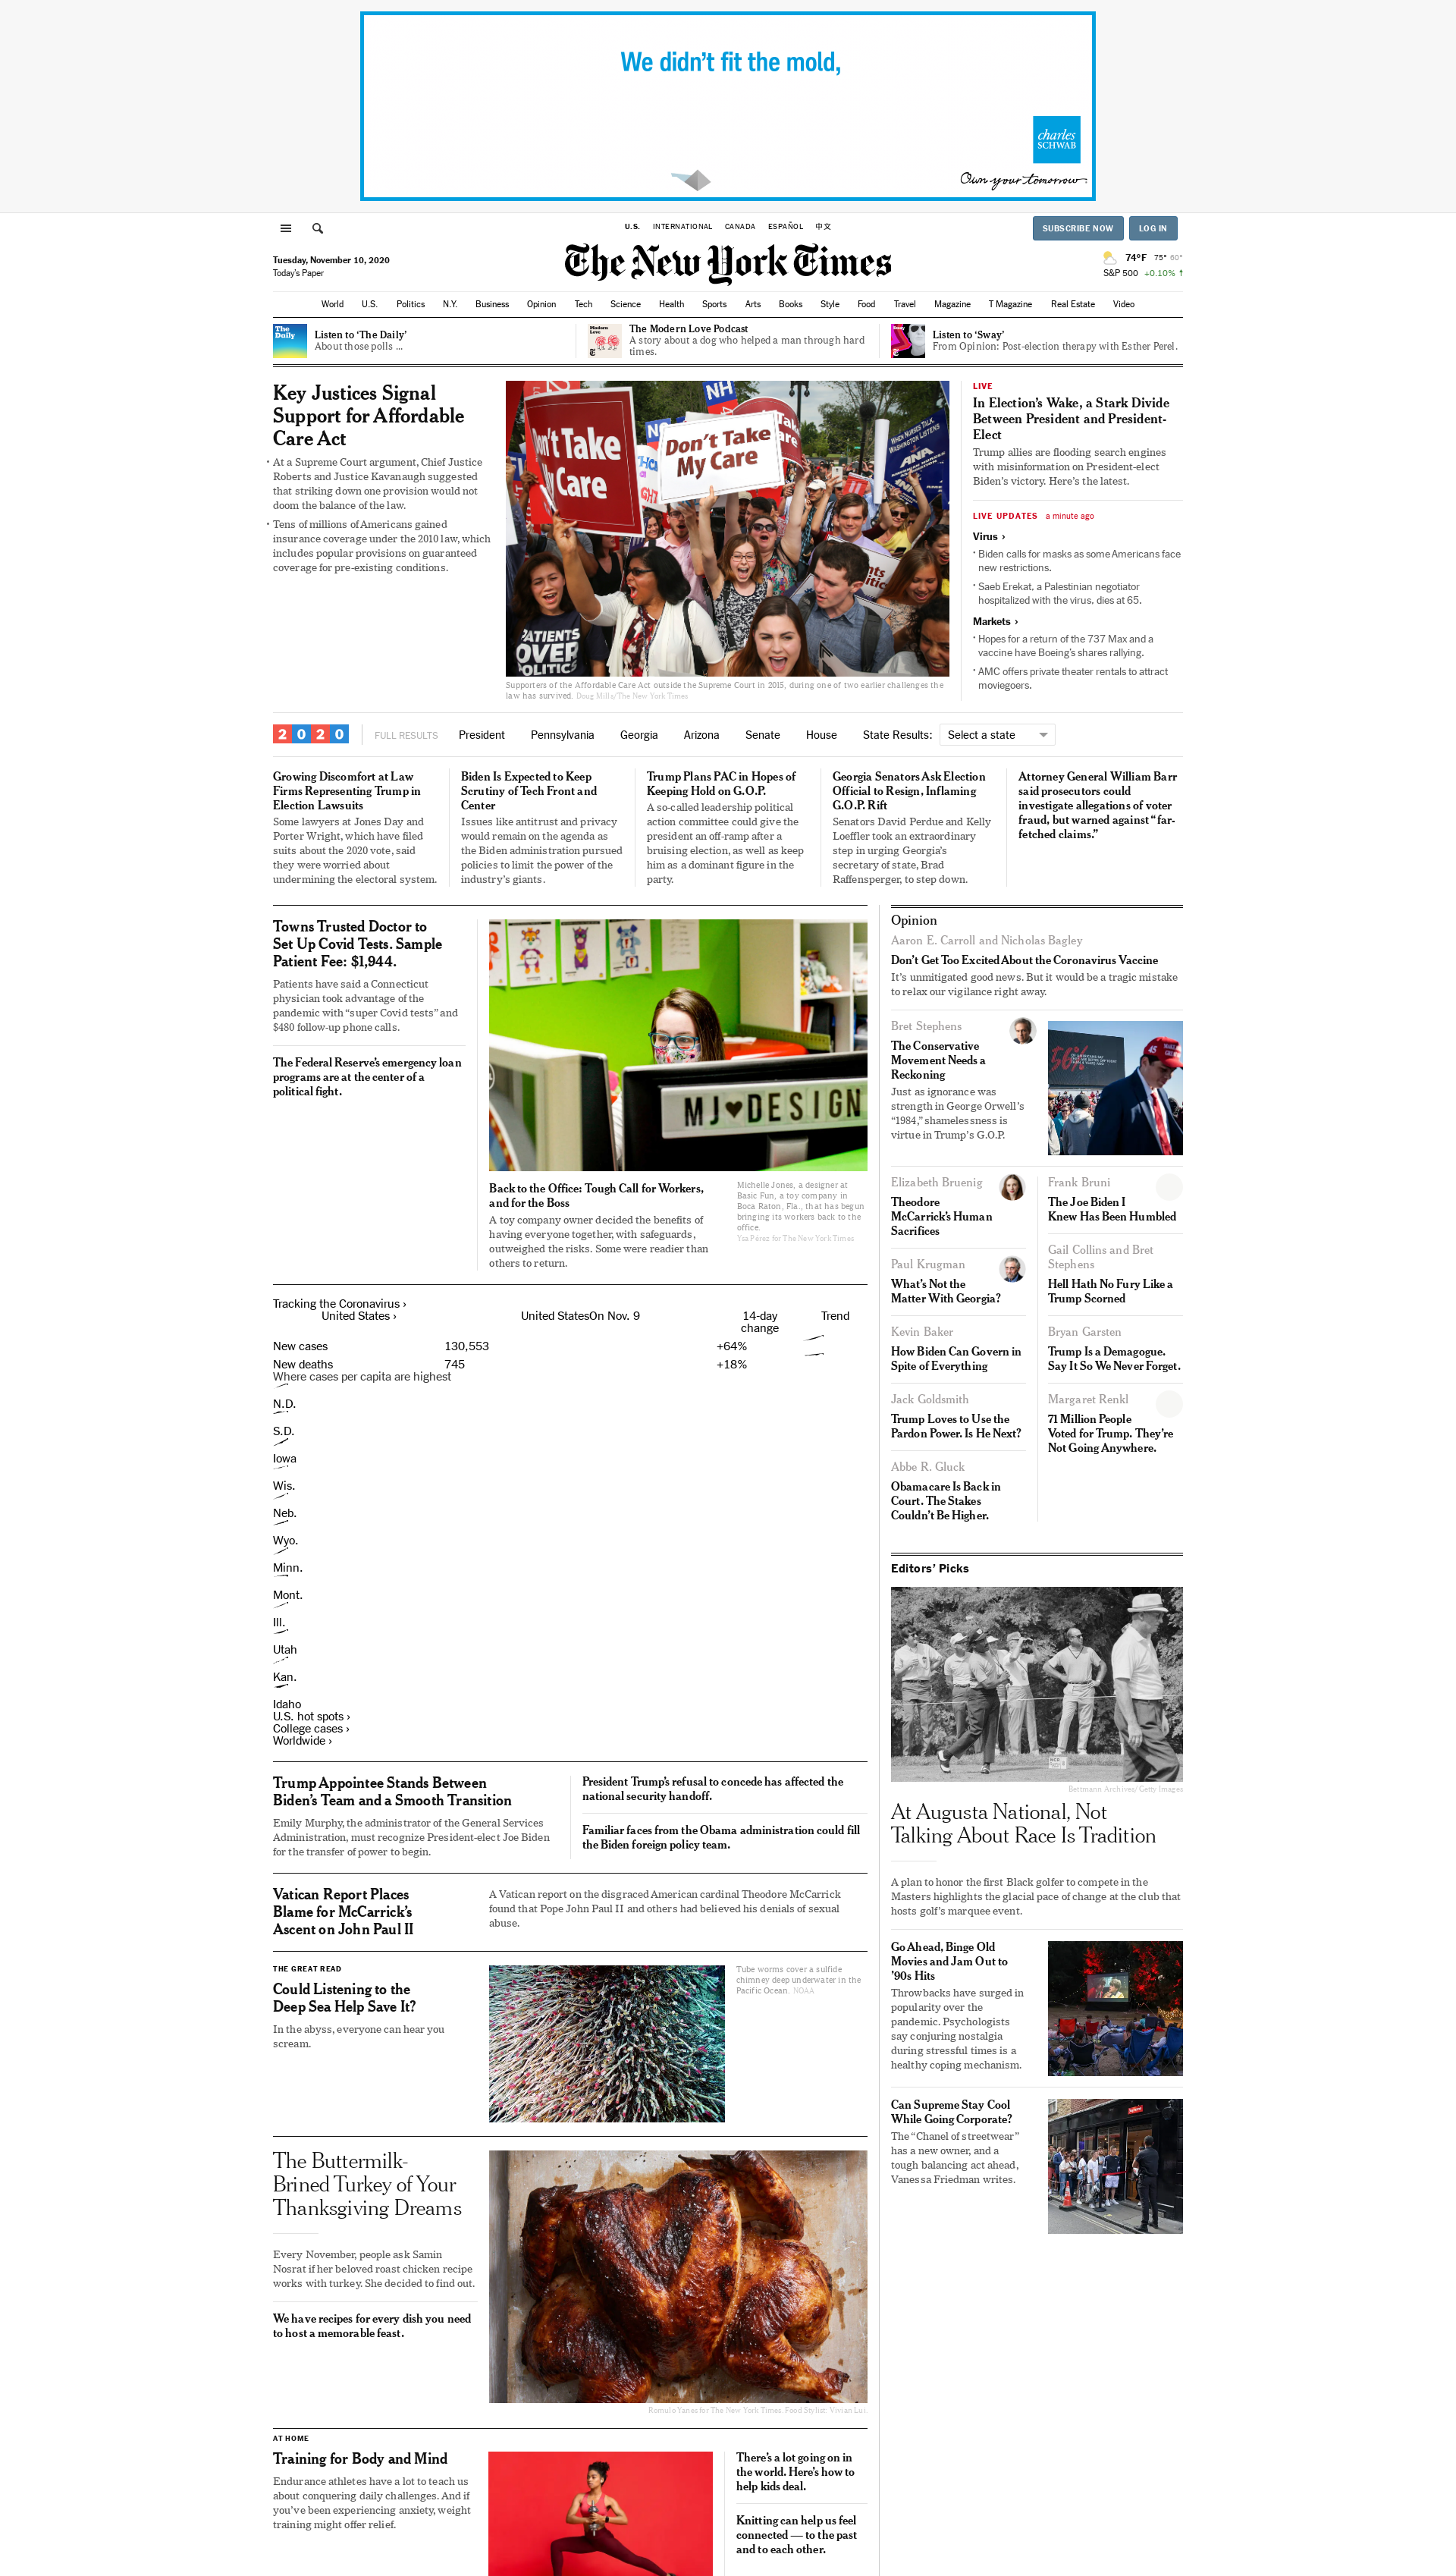 We didn't fit the mold,
charles
SCHWAB
Own your tomorrow.
U.S. INTERNATIONAL CANADA ESPAÑOL 中文
SUBSCRIBE NOW LOG IN
Tuesday, November 10, 2020
Today's Paper
The New York Times
74°F 75° 60°
S&P 500 +0.10%
World U.S. Politics N.Y. Business Opinion Tech Science Health Sports Arts Books Style Food Travel Magazine T Magazine Real Estate Video
The
Daily
Listen to ‘The Daily’
About those polls ...
Modern
Love
The Modern Love Podcast
A story about a dog who helped a man through hard
times.
Listen to ‘Sway’
From Opinion: Post-election therapy with Esther Perel.
Key Justices Signal
Support for Affordable
Care Act
• At a Supreme Court argument, Chief Justice
Roberts and Justice Kavanaugh suggested
that striking down one provision would not
doom the balance of the law.
• Tens of millions of Americans gained
insurance coverage under the 2010 law, which
includes popular provisions on guaranteed
coverage for pre-existing conditions.
NH
Don't Take
My Care
Don't Take
My Care
WHEN NURSES TALK
WASHINGTON LISTENS
ANA
PATIENTS
OVER
POLITICS
Supporters of the Affordable Care Act outside the Supreme Court in 2015, during one of two earlier challenges the
law has survived. Doug Mills/The New York Times
LIVE
In Election’s Wake, a Stark Divide
Between President and President-
Elect
Trump allies are flooding search engines
with misinformation on President-elect
Biden’s victory. Here’s the latest.
LIVE UPDATES a minute ago
Virus ›
• Biden calls for masks as some Americans face
new restrictions.
• Saeb Erekat, a Palestinian negotiator
hospitalized with the virus, dies at 65.
Markets ›
• Hopes for a return of the 737 Max and a
vaccine have Boeing’s shares rallying.
• AMC offers private theater rentals to attract
moviegoers.
2020 FULL RESULTS President Pennsylvania Georgia Arizona Senate House State Results: Select a state
Growing Discomfort at Law
Firms Representing Trump in
Election Lawsuits
Some lawyers at Jones Day and
Porter Wright, which have filed
suits about the 2020 vote, said
they were worried about
undermining the electoral system.
Biden Is Expected to Keep
Scrutiny of Tech Front and
Center
Issues like antitrust and privacy
would remain on the agenda as
the Biden administration pursued
policies to limit the power of the
industry’s giants.
Trump Plans PAC in Hopes of
Keeping Hold on G.O.P.
A so-called leadership political
action committee could give the
president an off-ramp after a
bruising election, as well as keep
him as a dominant figure in the
party.
Georgia Senators Ask Election
Official to Resign, Inflaming
G.O.P. Rift
Senators David Perdue and Kelly
Loeffler took an extraordinary
step in urging Georgia’s
secretary of state, Brad
Raffensperger, to step down.
Attorney General William Barr
said prosecutors could
investigate allegations of voter
fraud, but warned against “far-
fetched claims.”
Towns Trusted Doctor to
Set Up Covid Tests. Sample
Patient Fee: $1,944.
Patients have said a Connecticut
physician took advantage of the
pandemic with “super Covid tests” and
$480 follow-up phone calls.
The Federal Reserve’s emergency loan
programs are at the center of a
political fight.
MJ♥DESIGN
Back to the Office: Tough Call for Workers,
and for the Boss
A toy company owner decided the benefits of
having everyone together, with safeguards,
outweighed the risks. Some were readier than
others to return.
Michelle Jones, a designer at
Basic Fun, a toy company in
Boca Raton, Fla., that has begun
bringing its workers back to the
office.
Ysa Pérez for The New York Times
Tracking the Coronavirus ›
United States › United StatesOn Nov. 9 14-day
change Trend
New cases 130,553 +64%
New deaths 745 +18%
Where cases per capita are highest
N.D.
S.D.
Iowa
Wis.
Neb.
Wyo.
Minn.
Mont.
Ill.
Utah
Kan.
Idaho
U.S. hot spots ›
College cases ›
Worldwide ›
Trump Appointee Stands Between
Biden’s Team and a Smooth Transition
Emily Murphy, the administrator of the General Services
Administration, must recognize President-elect Joe Biden
for the transfer of power to begin.
President Trump’s refusal to concede has affected the
national security handoff.
Familiar faces from the Obama administration could fill
the Biden foreign policy team.
Vatican Report Places
Blame for McCarrick’s
Ascent on John Paul II
A Vatican report on the disgraced American cardinal Theodore McCarrick
found that Pope John Paul II and others had believed his denials of sexual
abuse.
THE GREAT READ
Could Listening to the
Deep Sea Help Save It?
In the abyss, everyone can hear you
scream.
Tube worms cover a sulfide
chimney deep underwater in the
Pacific Ocean. NOAA
The Buttermilk-
Brined Turkey of Your
Thanksgiving Dreams
Every November, people ask Samin
Nosrat if her beloved roast chicken recipe
works with turkey. She decided to find out.
We have recipes for every dish you need
to host a memorable feast.
Romulo Yanes for The New York Times. Food Stylist: Vivian Lui.
AT HOME
Training for Body and Mind
Endurance athletes have a lot to teach us
about conquering daily challenges. And if
you’ve been experiencing anxiety, weight
training might offer relief.
There’s a lot going on in
the world. Here’s how to
help kids deal.
Knitting can help us feel
connected — to the past
and to each other.
Opinion
Aaron E. Carroll and Nicholas Bagley
Don’t Get Too Excited About the Coronavirus Vaccine
It’s unmitigated good news. But it would be a tragic mistake
to relax our vigilance right away.
Bret Stephens
The Conservative
Movement Needs a
Reckoning
Just as ignorance was
strength in George Orwell’s
“1984,” shamelessness is
virtue in Trump’s G.O.P.
Elizabeth Bruenig
Theodore
McCarrick’s Human
Sacrifices
Paul Krugman
What’s Not the
Matter With Georgia?
Kevin Baker
How Biden Can Govern in
Spite of Everything
Jack Goldsmith
Trump Loves to Use the
Pardon Power. Is He Next?
Abbe R. Gluck
Obamacare Is Back in
Court. The Stakes
Couldn’t Be Higher.
Frank Bruni
The Joe Biden I
Knew Has Been Humbled
Gail Collins and Bret
Stephens
Hell Hath No Fury Like a
Trump Scorned
Bryan Garsten
Trump Is a Demagogue.
Say It So We Never Forget.
Margaret Renkl
71 Million People
Voted for Trump. They’re
Not Going Anywhere.
Editors’ Picks
Bettmann Archives/Getty Images
At Augusta National, Not
Talking About Race Is Tradition
A plan to honor the first Black golfer to compete in the
Masters highlights the glacial pace of change at the club that
hosts golf’s marquee event.
Go Ahead, Binge Old
Movies and Jam Out to
’90s Hits
Throwbacks have surged in
popularity over the
pandemic. Psychologists
say conjuring nostalgia
during stressful times is a
healthy coping mechanism.
Can Supreme Stay Cool
While Going Corporate?
The “Chanel of streetwear”
has a new owner, and a
tough balancing act ahead,
Vanessa Friedman writes.